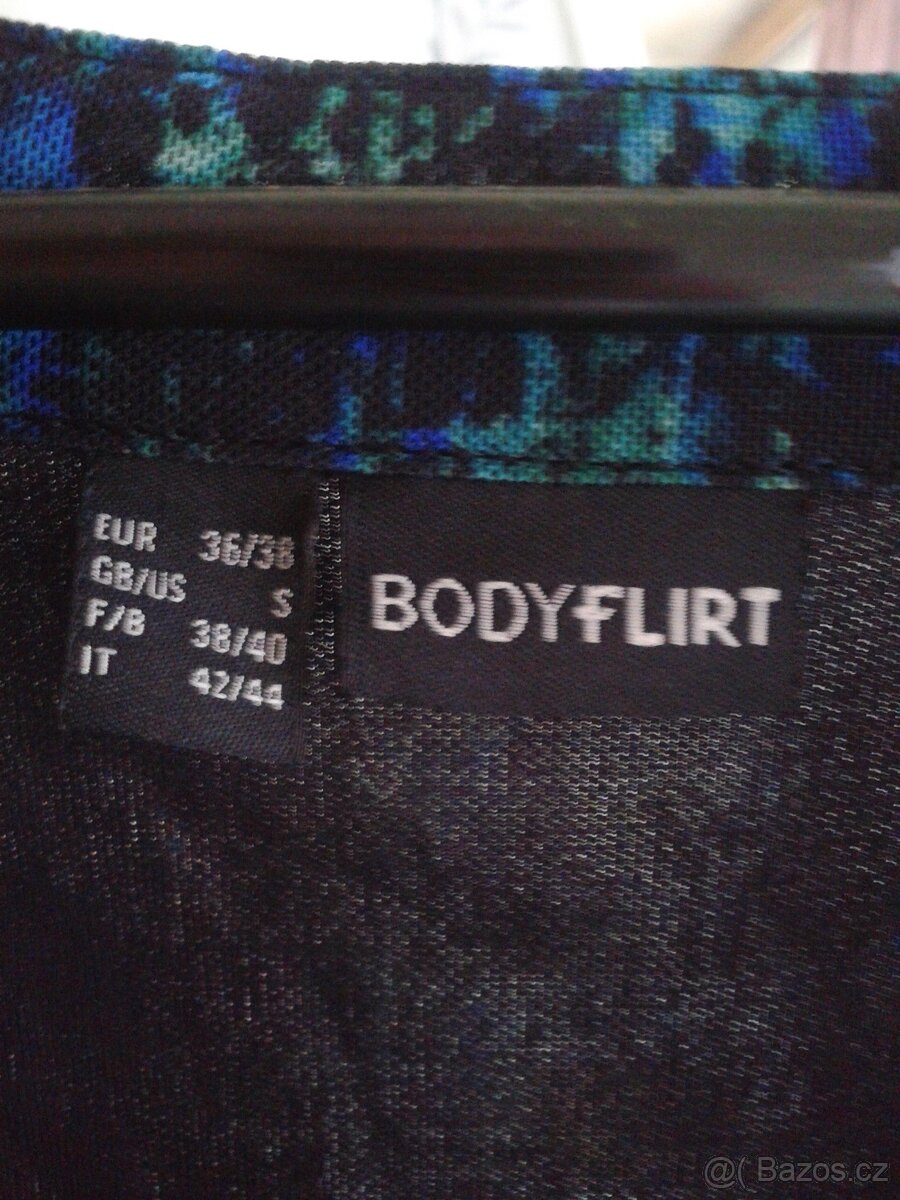 EUR 36/38
GB/US S
F/B 38/40
IT 42/44
BODYFLIRT
@( Bazos.cz